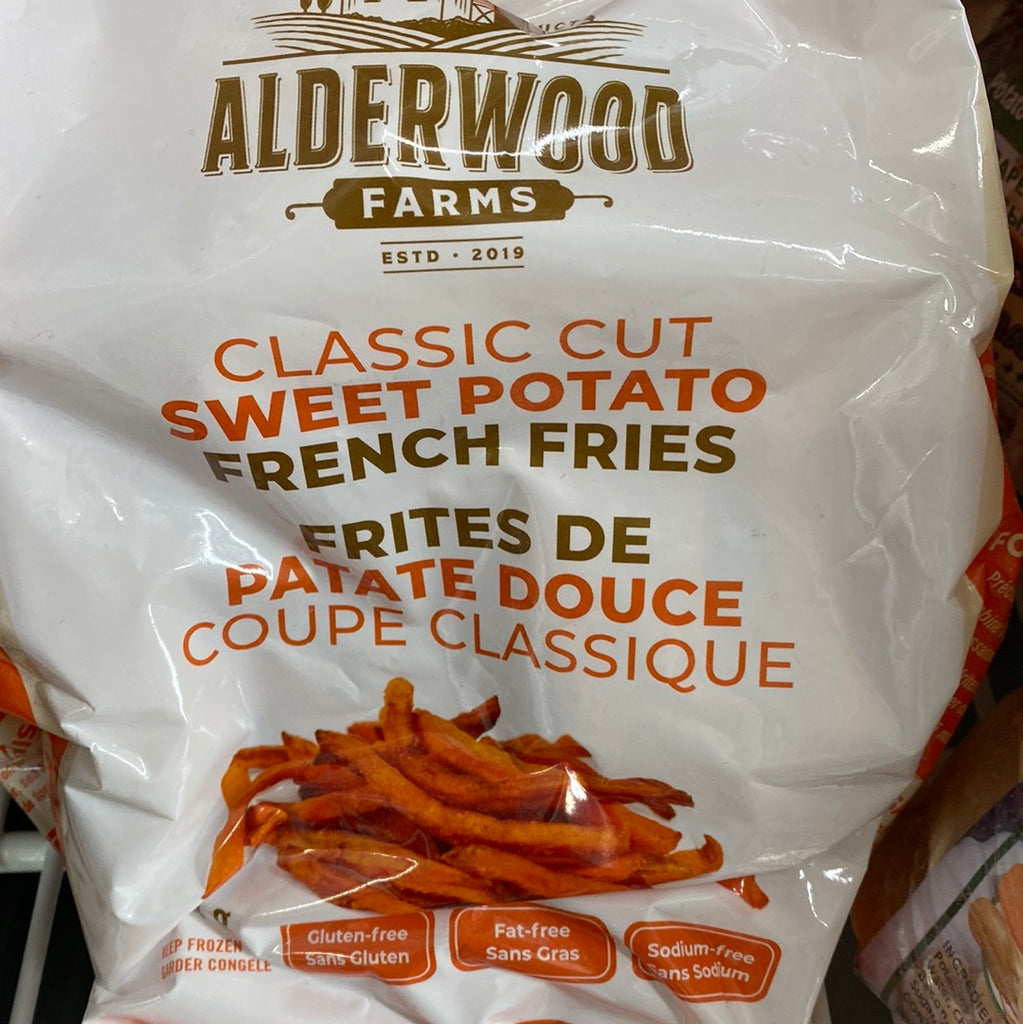 ALDERWOOD
FARMS
ESTD · 2019
CLASSIC CUT
SWEET POTATO
FRENCH FRIES
FRITES DE
PATATE DOUCE
COUPE CLASSIQUE
KEEP FROZEN
GARDER CONGELÉ
Gluten-free
Sans Gluten
Fat-free
Sans Gras
Sodium-free
Sans Sodium